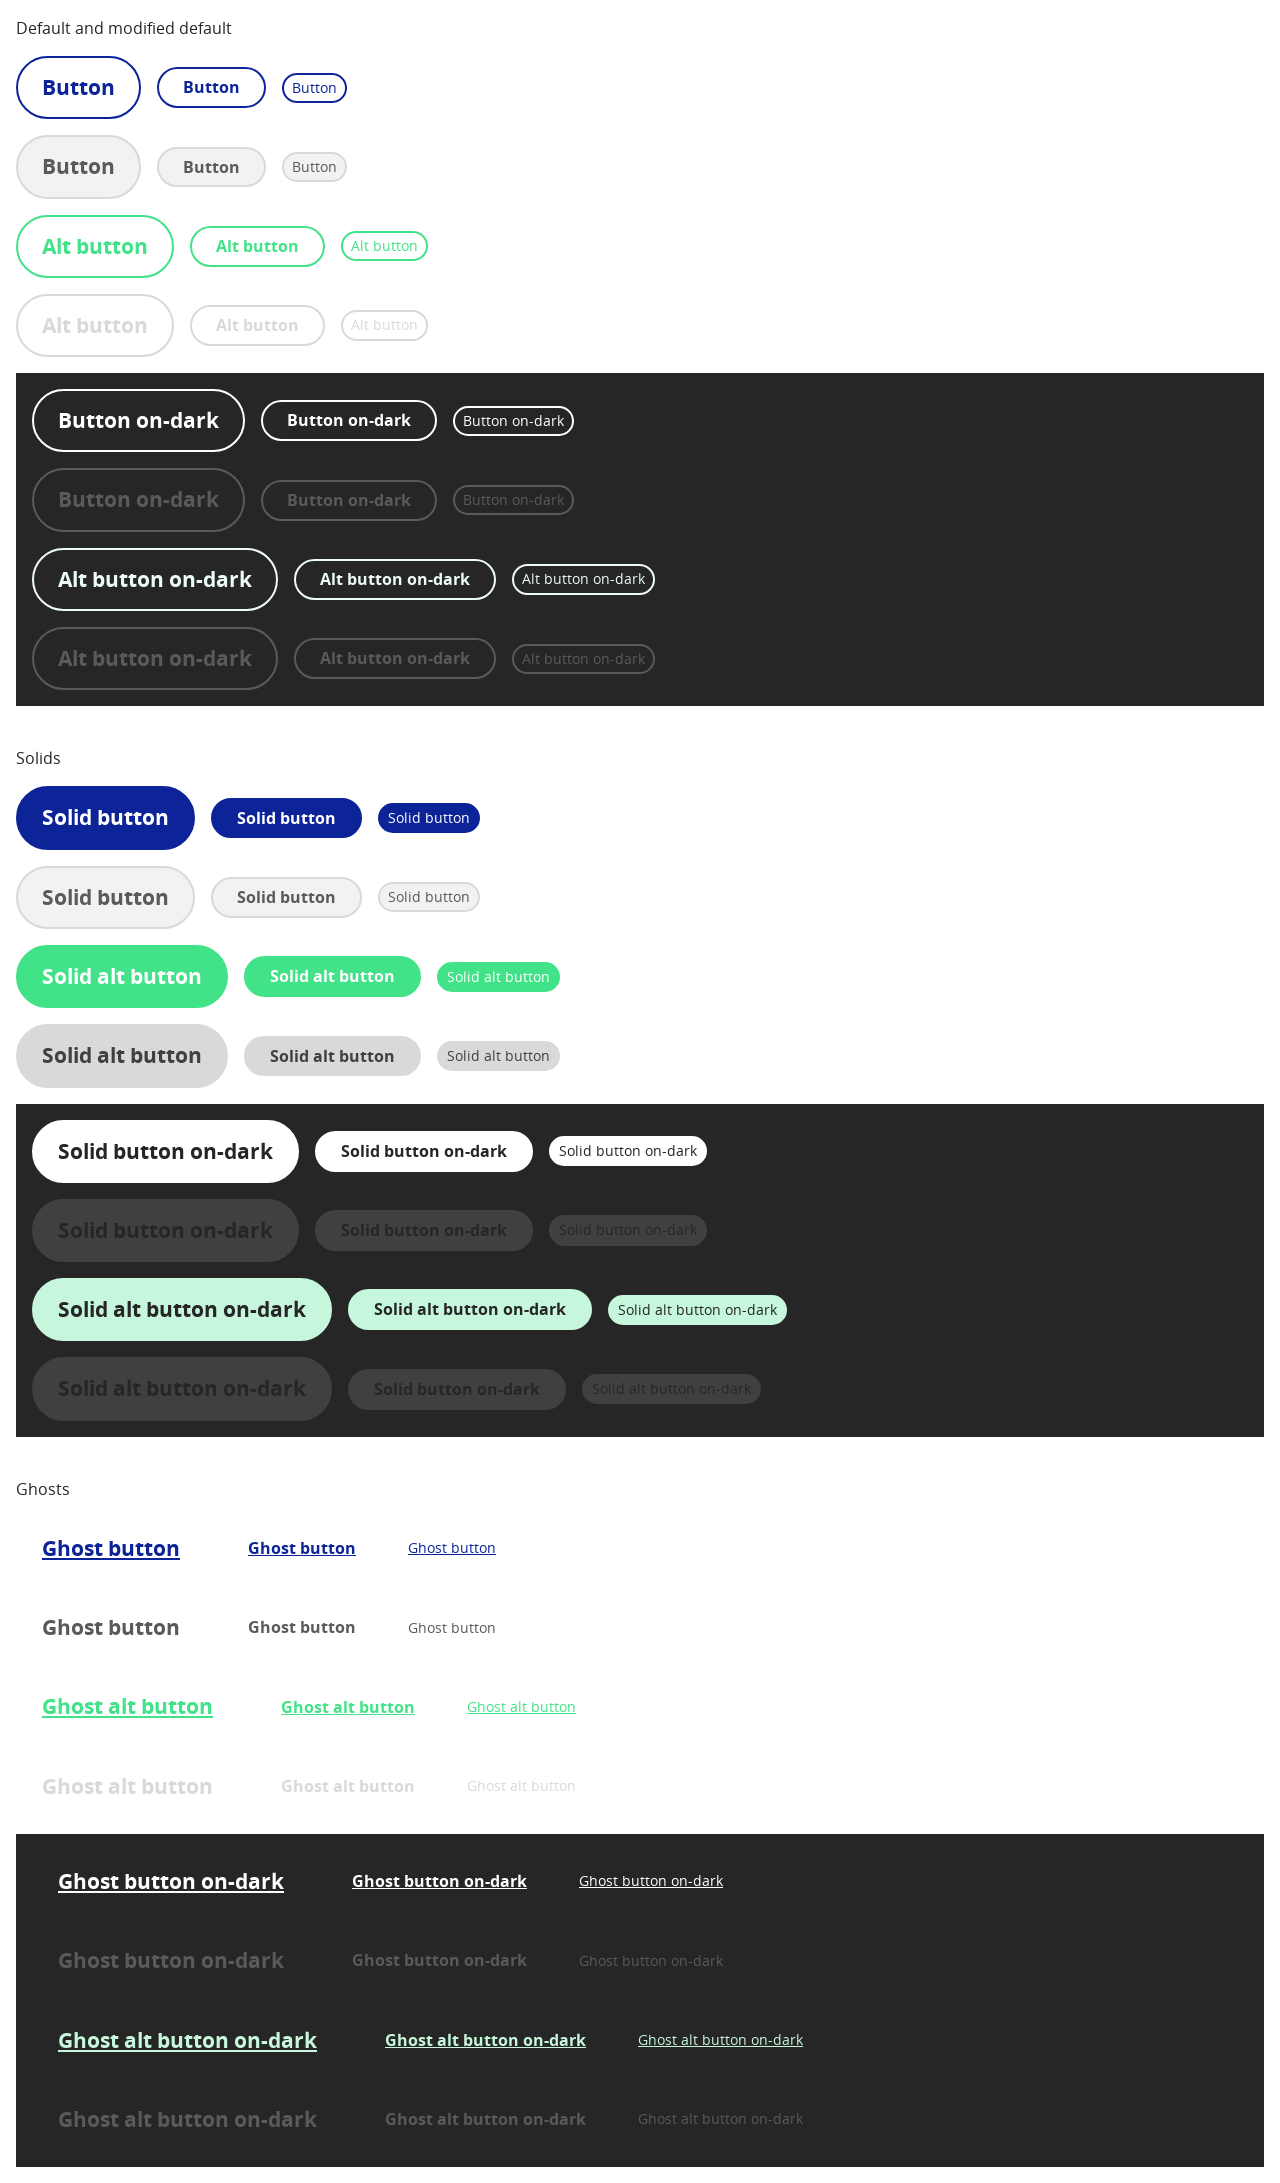 Default and modified default
Button Button Button
Button Button Button
Alt button Alt button Alt button
Alt button Alt button Alt button
Button on-dark Button on-dark Button on-dark
Button on-dark Button on-dark Button on-dark
Alt button on-dark Alt button on-dark Alt button on-dark
Alt button on-dark Alt button on-dark Alt button on-dark
Solids
Solid button Solid button Solid button
Solid button Solid button Solid button
Solid alt button Solid alt button Solid alt button
Solid alt button Solid alt button Solid alt button
Solid button on-dark Solid button on-dark Solid button on-dark
Solid button on-dark Solid button on-dark Solid button on-dark
Solid alt button on-dark Solid alt button on-dark Solid alt button on-dark
Solid alt button on-dark Solid button on-dark Solid alt button on-dark
Ghosts
Ghost button Ghost button Ghost button
Ghost button Ghost button Ghost button
Ghost alt button Ghost alt button Ghost alt button
Ghost alt button Ghost alt button Ghost alt button
Ghost button on-dark Ghost button on-dark Ghost button on-dark
Ghost button on-dark Ghost button on-dark Ghost button on-dark
Ghost alt button on-dark Ghost alt button on-dark Ghost alt button on-dark
Ghost alt button on-dark Ghost alt button on-dark Ghost alt button on-dark